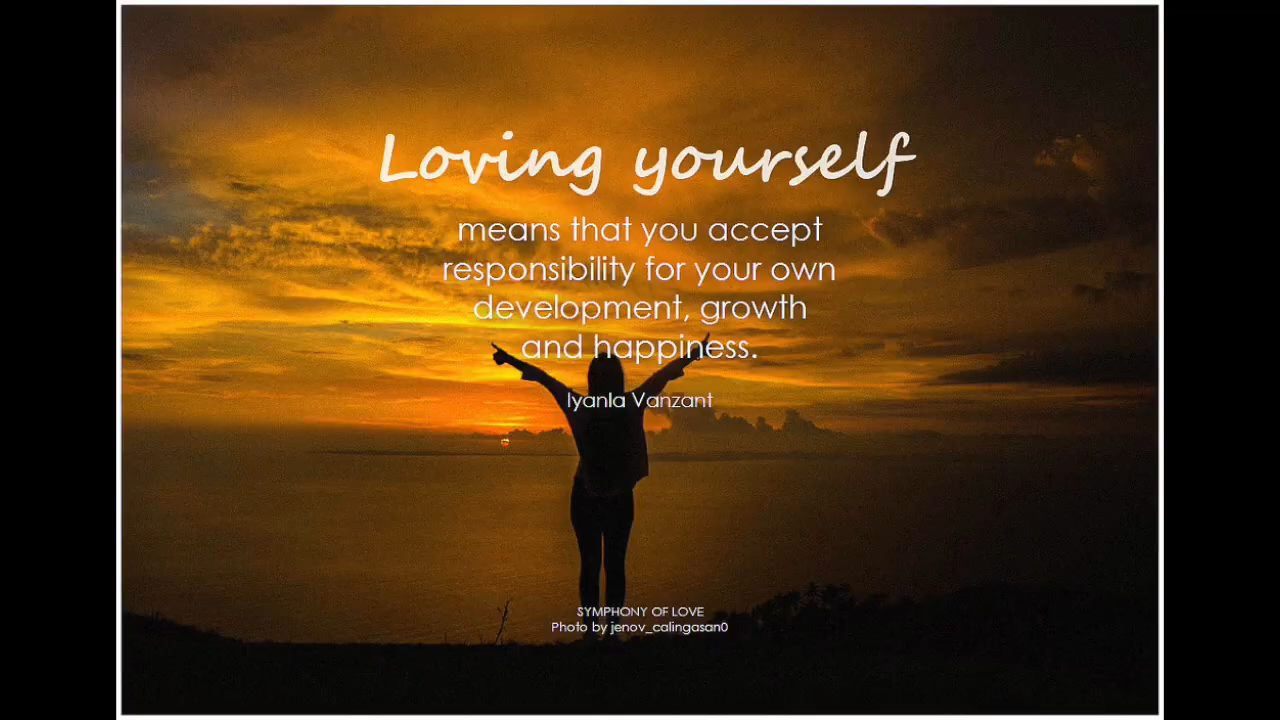 Loving yourself
means that you accept
responsibility for your own
development, growth
and happiness.
Iyanla Vanzant
SYMPHONY OF LOVE
Photo by jenov_calingasan0